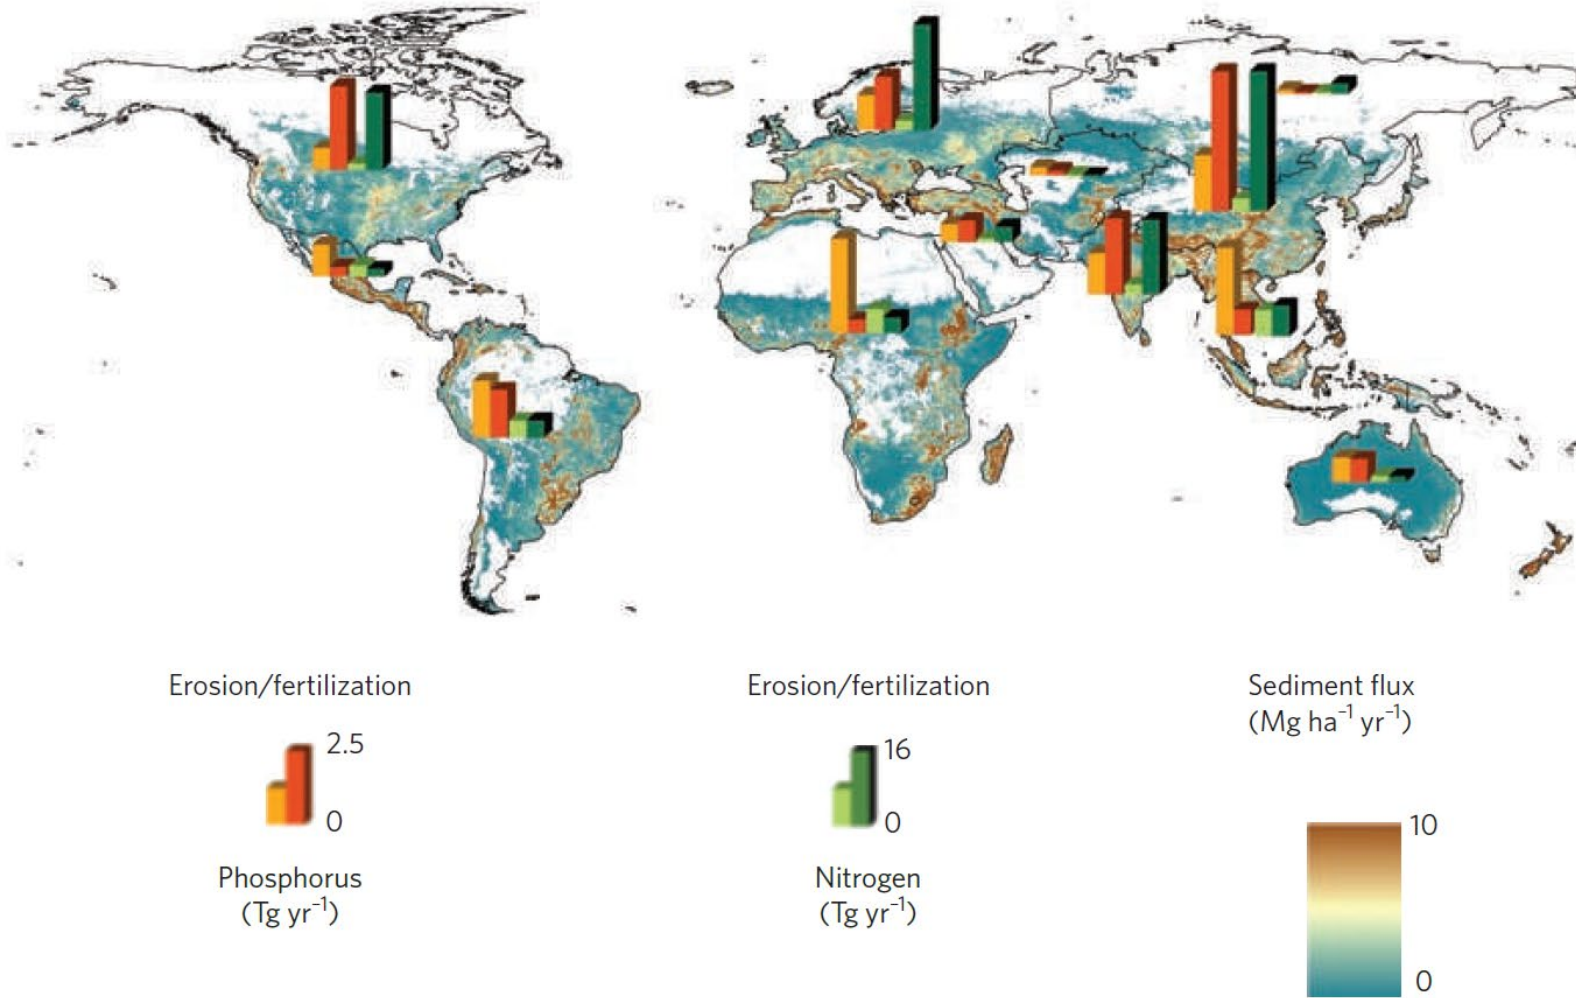 Erosion/fertilization
2.5
0
Phosphorus
(Tg yr⁻¹)
Erosion/fertilization
16
0
Nitrogen
(Tg yr⁻¹)
Sediment flux
(Mg ha⁻¹ yr⁻¹)
10
0